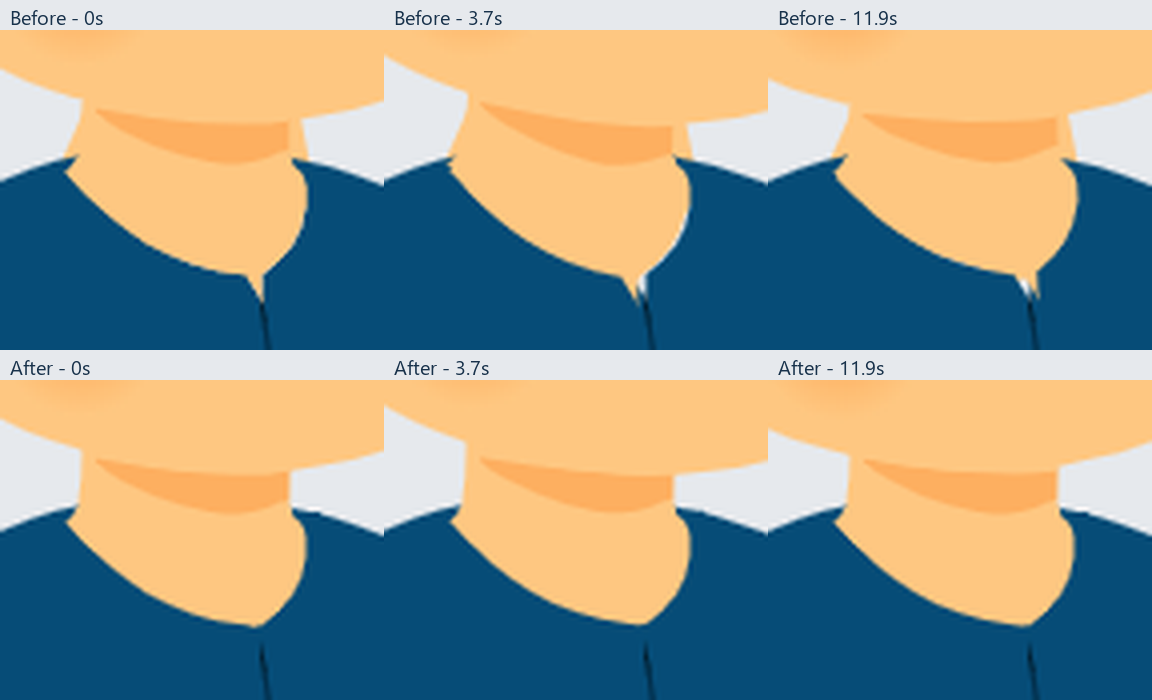 Before - 0s
Before - 3.7s
Before - 11.9s
After - 0s
After - 3.7s
After - 11.9s